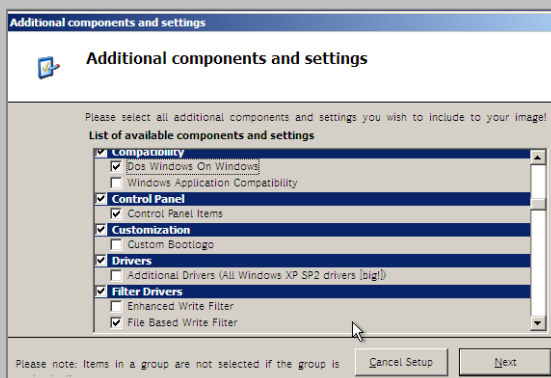 Additional components and settings
Additional components and settings
Please select all additional components and settings you wish to include to your image!
List of available components and settings
Compatibility
Dos Windows On Windows
Windows Application Compatibility
Control Panel
Control Panel Items
Customization
Custom Bootlogo
Drivers
Additional Drivers (All Windows XP SP2 drivers [big!])
Filter Drivers
Enhanced Write Filter
File Based Write Filter
Please note: Items in a group are not selected if the group is
Cancel Setup
Next